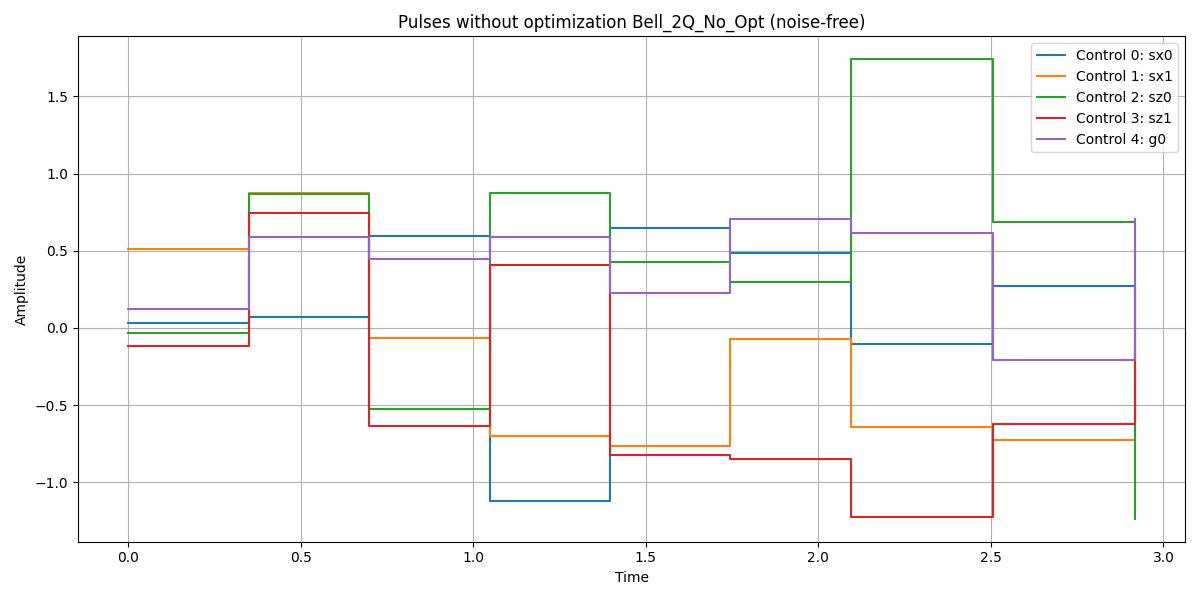 Pulses without optimization Bell_2Q_No_Opt (noise-free)
Control 0: sx0
Control 1: sx1
Control 2: sz0
Control 3: sz1
Control 4: g0
Amplitude
1.5
1.0
0.5
0.0
−0.5
−1.0
0.0 0.5 1.0 1.5 2.0 2.5 3.0
Time